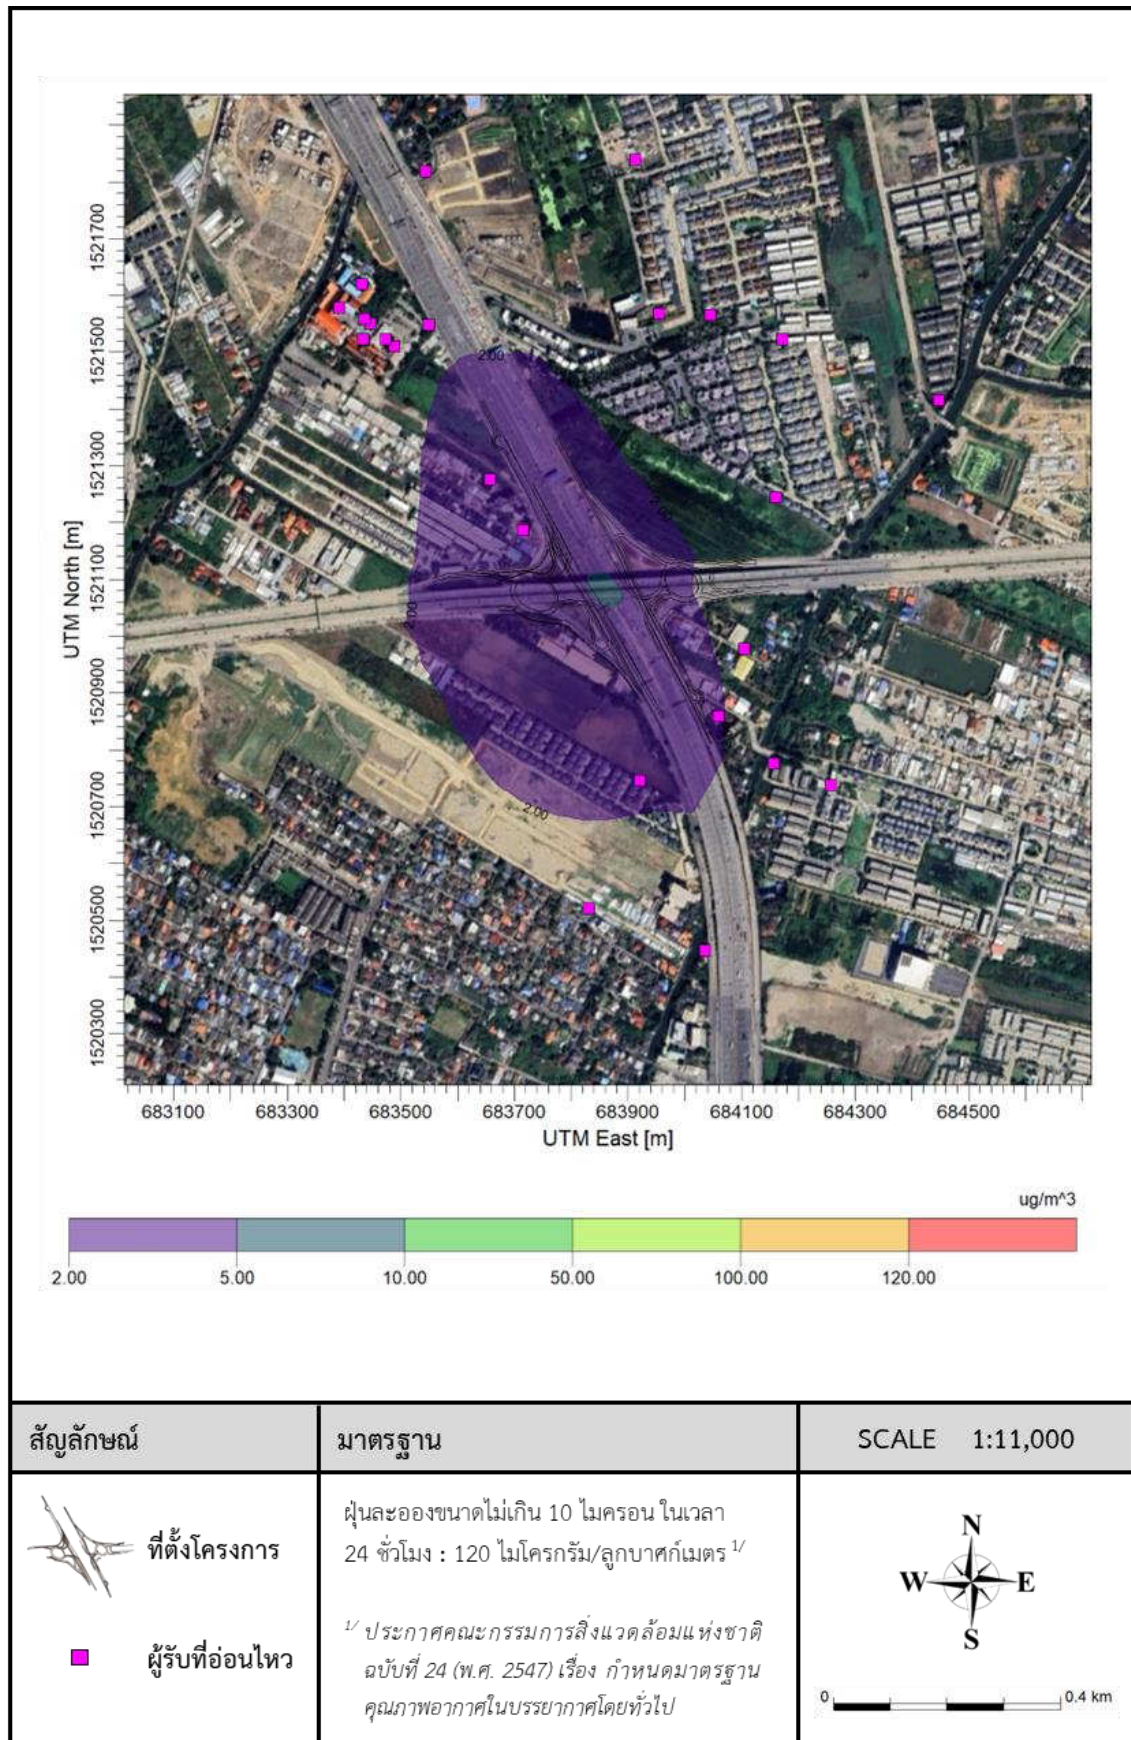 2.00
2.00
2.00
1521700
1521500
1521300
1521100
1520900
1520700
1520500
1520300
UTM North [m]
683100 683300 683500 683700 683900 684100 684300 684500
UTM East [m]
ug/m^3
2.00 5.00 10.00 50.00 100.00 120.00
สัญลักษณ์
ที่ตั้งโครงการ
ผู้รับที่อ่อนไหว
มาตรฐาน
ฝุ่นละอองขนาดไม่เกิน 10 ไมครอน ในเวลา
24 ชั่วโมง : 120 ไมโครกรัม/ลูกบาศก์เมตร 1/
1/ ประกาศคณะกรรมการสิ่งแวดล้อมแห่งชาติ
ฉบับที่ 24 (พ.ศ. 2547) เรื่อง กำหนดมาตรฐาน
คุณภาพอากาศในบรรยากาศโดยทั่วไป
SCALE 1:11,000
N
W E
S
0 0.4 km